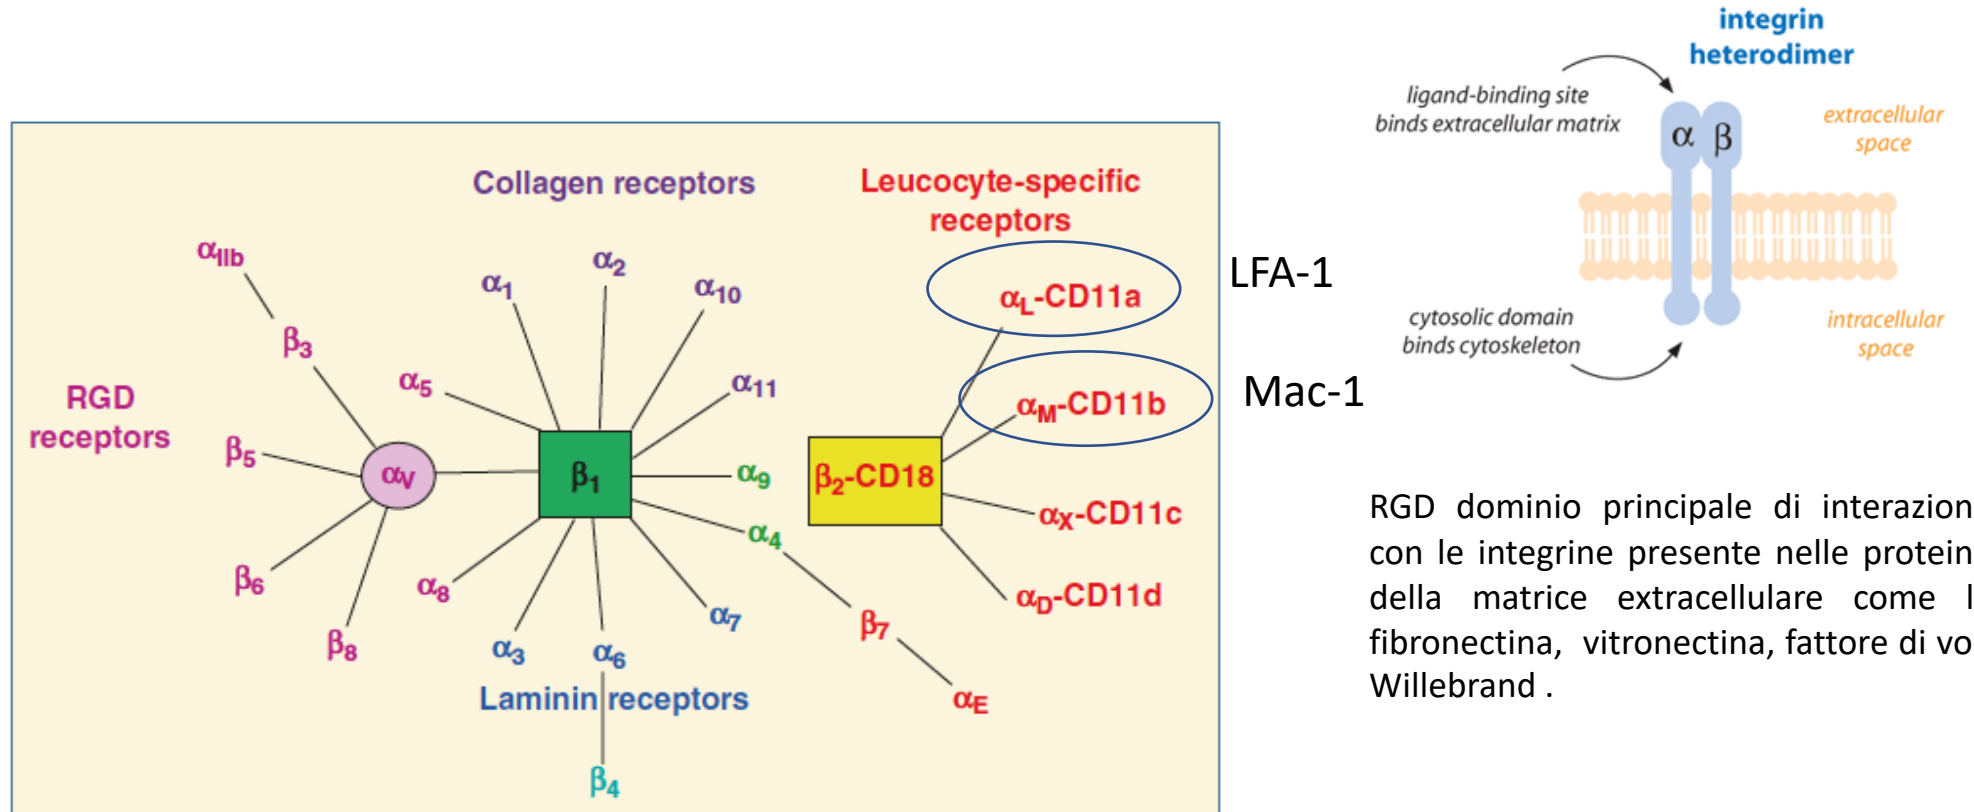 integrin
heterodimer
ligand-binding site
binds extracellular matrix
extracellular
space
α β
cytosolic domain
binds cytoskeleton
intracellular
space
Collagen receptors
Leucocyte-specific
receptors
LFA-1
Mac-1
αIIb
α1
α2
α10
αL-CD11a
β3
α5
α11
αM-CD11b
RGD
receptors
β5
αV
β1
α9
β2-CD18
αX-CD11c
α4
β6
α8
α7
αD-CD11d
β8
α3
α6
β7
Laminin receptors
αE
β4
RGD dominio principale di interazion
con le integrine presente nelle protein
della matrice extracellulare come l
fibronectina, vitronectina, fattore di vo
Willebrand .